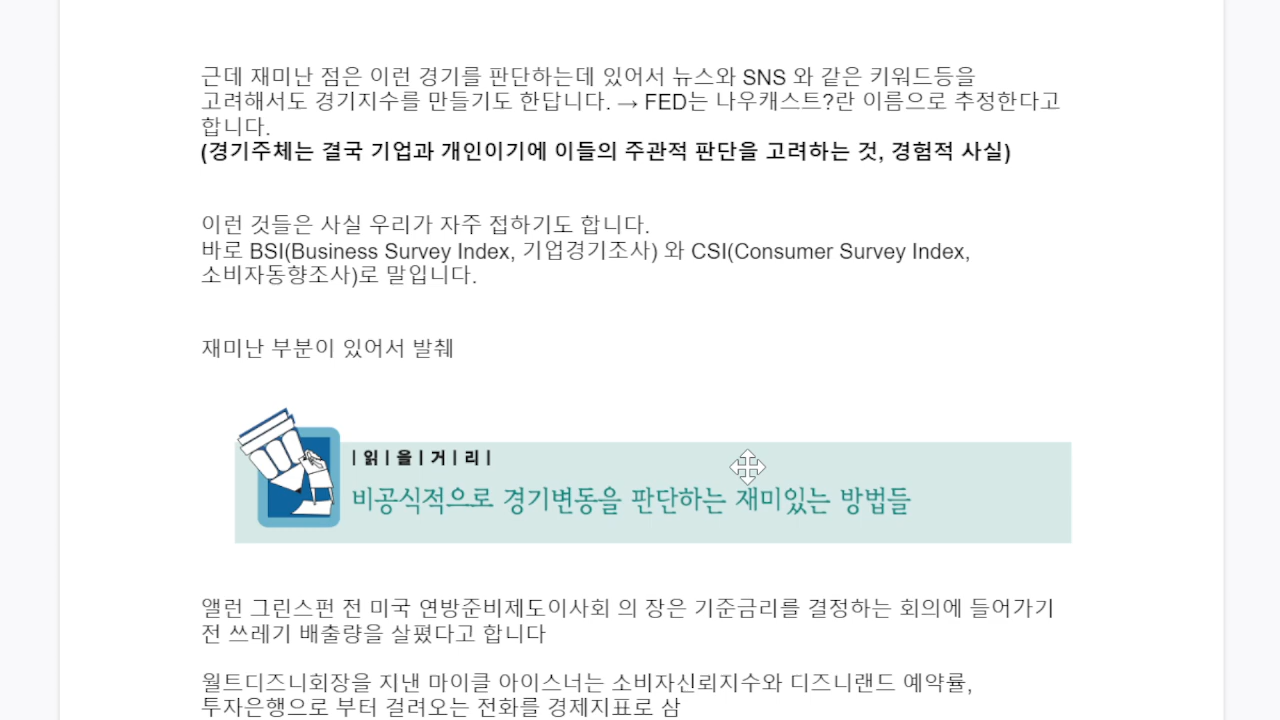 근데 재미난 점은 이런 경기를 판단하는데 있어서 뉴스와 SNS 와 같은 키워드등을
고려해서도 경기지수를 만들기도 한답니다. → FED는 나우캐스트?란 이름으로 추정한다고
합니다.
(경기주체는 결국 기업과 개인이기에 이들의 주관적 판단을 고려하는 것, 경험적 사실)
이런 것들은 사실 우리가 자주 접하기도 합니다.
바로 BSI(Business Survey Index, 기업경기조사) 와 CSI(Consumer Survey Index,
소비자동향조사)로 말입니다.
재미난 부분이 있어서 발췌
| 읽 | 을 | 거 | 리 |
비공식적으로 경기변동을 판단하는 재미있는 방법들
앨런 그린스펀 전 미국 연방준비제도이사회 의 장은 기준금리를 결정하는 회의에 들어가기
전 쓰레기 배출량을 살폈다고 합니다
월트디즈니회장을 지낸 마이클 아이스너는 소비자신뢰지수와 디즈니랜드 예약률,
투자은행으로 부터 걸려오는 전화를 경제지표로 삼